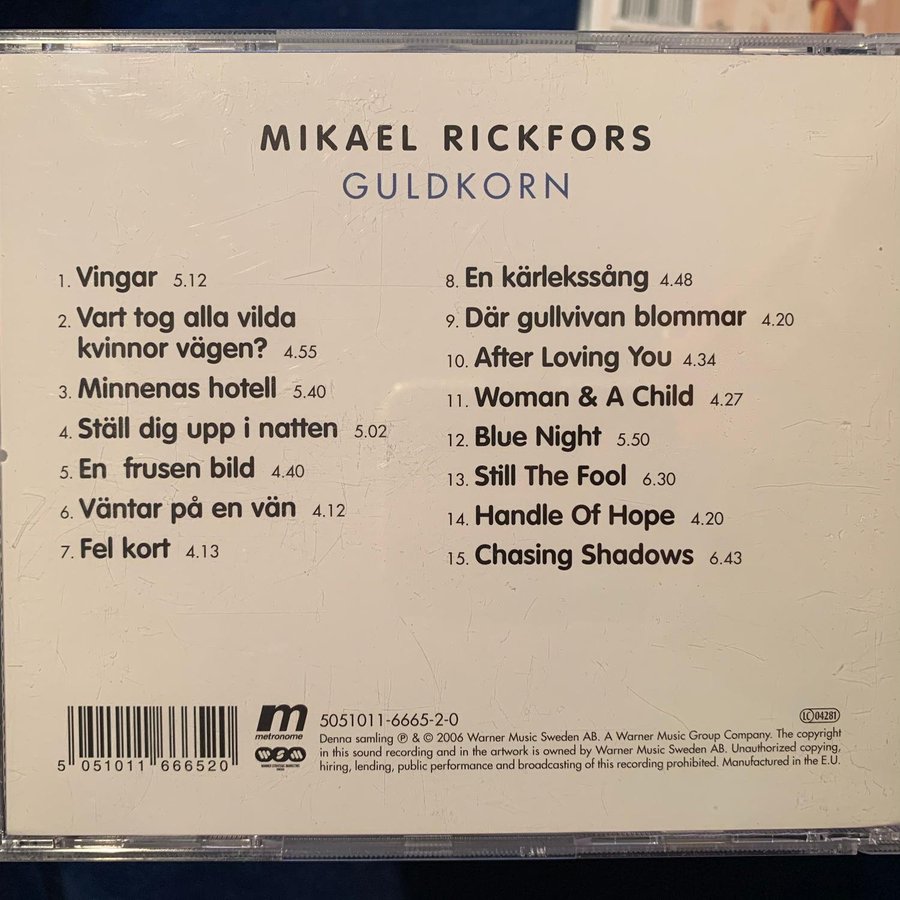 MIKAEL RICKFORS
GULDKORN
1. Vingar 5.12
2. Vart tog alla vilda
kvinnor vägen? 4.55
3. Minnenas hotell 5.40
4. Ställ dig upp i natten 5.02
5. En frusen bild 4.40
6. Väntar på en vän 4.12
7. Fel kort 4.13
8. En kärlekssång 4.48
9. Där gullvivan blommar 4.20
10. After Loving You 4.34
11. Woman & A Child 4.27
12. Blue Night 5.50
13. Still The Fool 6.30
14. Handle Of Hope 4.20
15. Chasing Shadows 6.43
5 051011 666520
m
metronome
WSM
WARNER STRATEGIC MARKETING
SWEDEN
5051011-6665-2-0
LC 04281
Denna samling ℗ & © 2006 Warner Music Sweden AB. A Warner Music Group Company. The copyright
in this sound recording and in the artwork is owned by Warner Music Sweden AB. Unauthorized copying,
hiring, lending, public performance and broadcasting of this recording prohibited. Manufactured in the E.U.